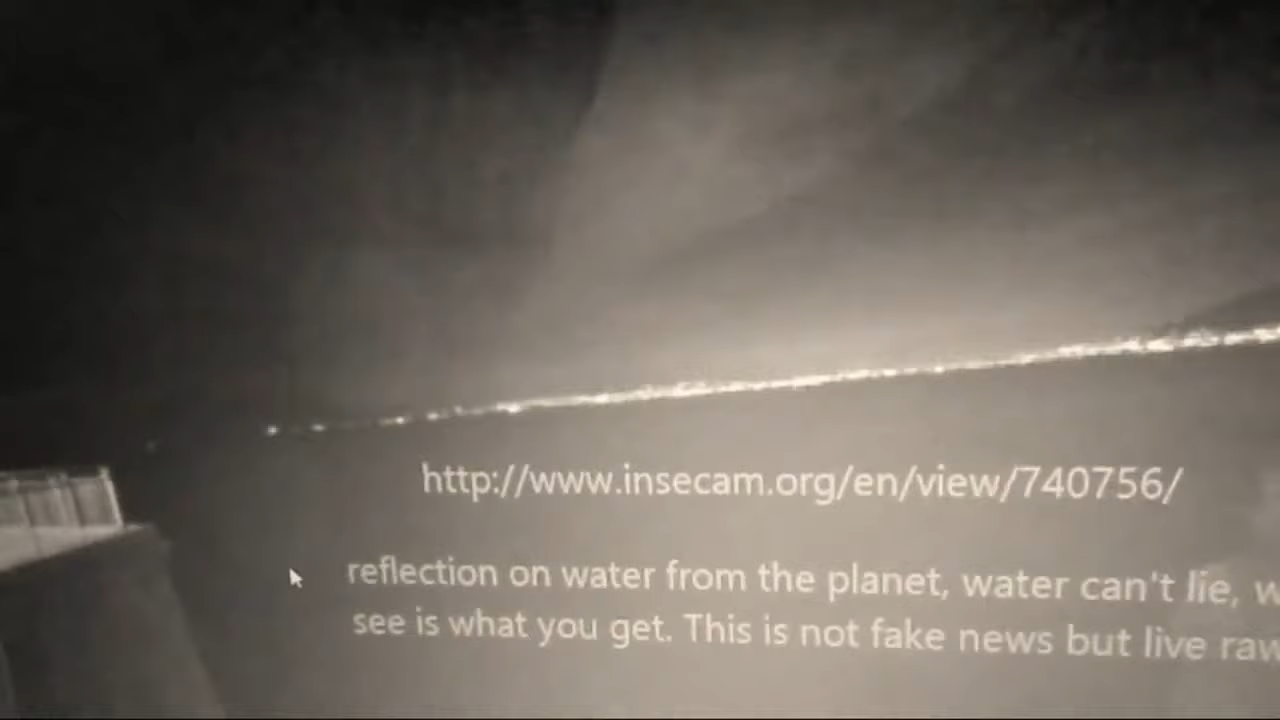 http://www.insecam.org/en/view/740756/
reflection on water from the planet, water can't lie,
see is what you get. This is not fake news but live raw